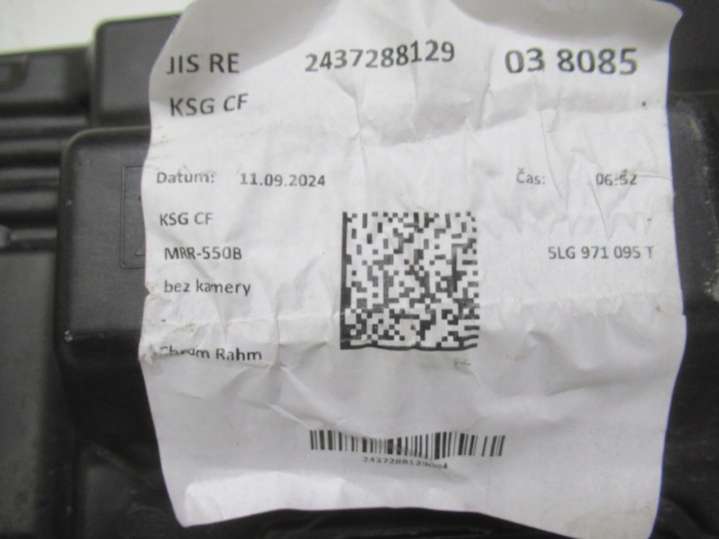 JIS RE 2437288129 03 8085
KSG CF
Datum: 11.09.2024 Čas: 06:52
KSG CF
MRR-550B 5LG 971 095 T
bez kamery
-
Chrom Rahm